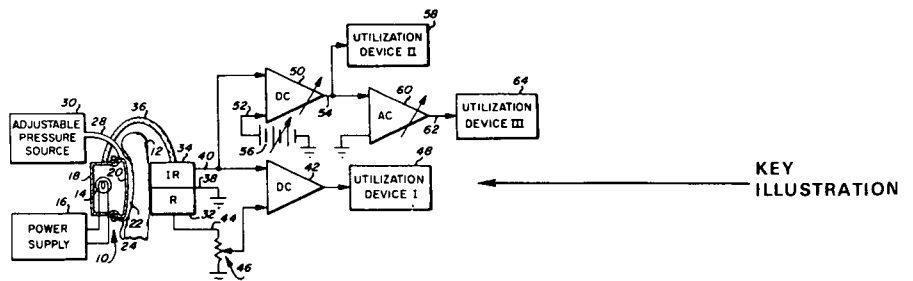 58
UTILIZATION
DEVICE II
50
DC
52
54
56
60
AC
62
64
UTILIZATION
DEVICE III
30
ADJUSTABLE
PRESSURE
SOURCE
28
36
12
34
40
IR
38
R
32
18
20
14
16
POWER
SUPPLY
22
24
10
42
DC
48
UTILIZATION
DEVICE I
44
46
KEY
ILLUSTRATION